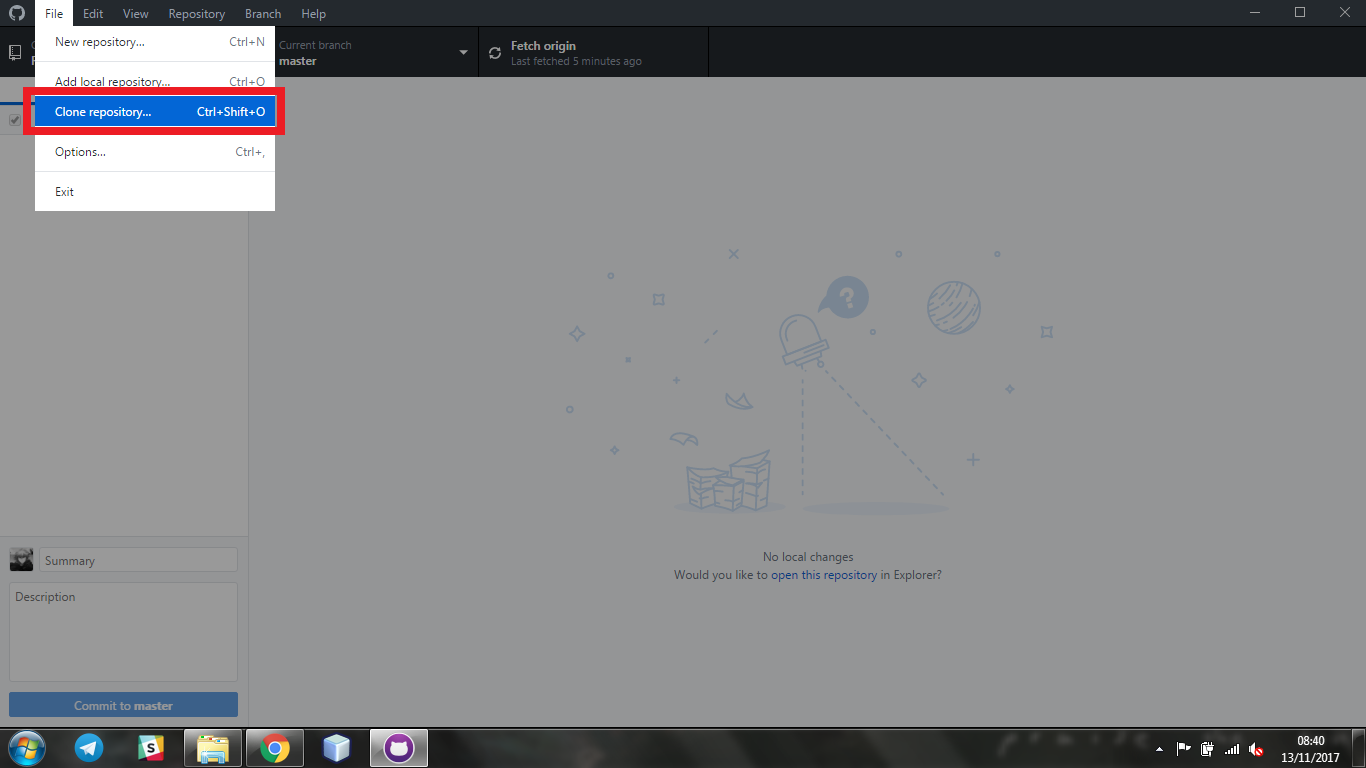 File Edit View Repository Branch Help
New repository... Ctrl+N
Add local repository... Ctrl+O
Clone repository... Ctrl+Shift+O
Options... Ctrl+,
Exit
Current branch
master
Fetch origin
Last fetched 5 minutes ago
?
No local changes
Would you like to open this repository in Explorer?
Summary
Description
Commit to master
S
08:40
13/11/2017